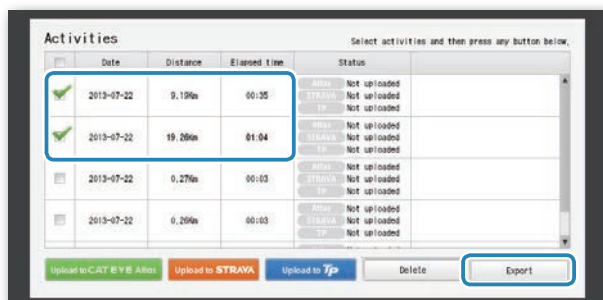 Activities
Select activities and then press any button below.
Date Distance Elapsed time Status
2013-07-22 9.19Km 00:35
Atlas Not uploaded
STRAVA Not uploaded
TP Not uploaded
2013-07-22 19.26Km 01:04
Atlas Not uploaded
STRAVA Not uploaded
TP Not uploaded
2013-07-22 0.27Km 00:03
Atlas Not uploaded
STRAVA Not uploaded
TP Not uploaded
2013-07-22 0.26Km 00:03
Atlas Not uploaded
STRAVA Not uploaded
TP Not uploaded
Upload to CATEYE Atlas Upload to STRAVA Upload to TP Delete Export